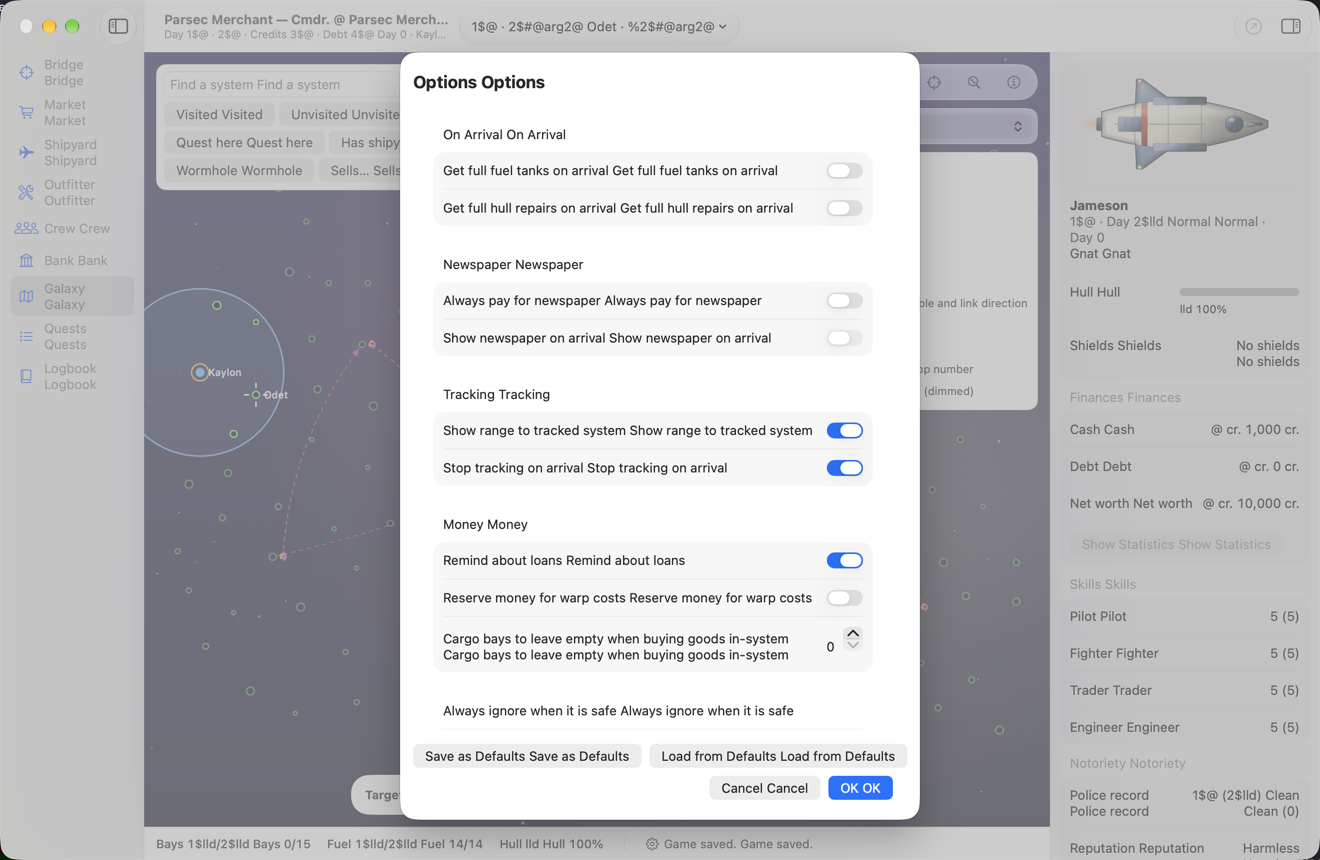 Parsec Merchant — Cmdr. @ Parsec Merch...
Day 1$@ · 2$@ · Credits 3$@ · Debt 4$@ Day 0 · Kayl...
1$@ · 2$#@arg2@ Odet · %2$#@arg2@
Bridge
Bridge
Market
Market
Shipyard
Shipyard
Outfitter
Outfitter
Crew Crew
Bank Bank
Galaxy
Galaxy
Quests
Quests
Logbook
Logbook
Find a system Find a system
Visited Visited
Unvisited Unvisite
Quest here Quest here
Has shipy
Wormhole Wormhole
Sells... Sells
Kaylon
Odet
Targe
Options Options
On Arrival On Arrival
Get full fuel tanks on arrival Get full fuel tanks on arrival
Get full hull repairs on arrival Get full hull repairs on arrival
Newspaper Newspaper
Always pay for newspaper Always pay for newspaper
Show newspaper on arrival Show newspaper on arrival
Tracking Tracking
Show range to tracked system Show range to tracked system
Stop tracking on arrival Stop tracking on arrival
Money Money
Remind about loans Remind about loans
Reserve money for warp costs Reserve money for warp costs
Cargo bays to leave empty when buying goods in-system
Cargo bays to leave empty when buying goods in-system
0
Always ignore when it is safe Always ignore when it is safe
Save as Defaults Save as Defaults
Load from Defaults Load from Defaults
Cancel Cancel
OK OK
ole and link direction
op number
(dimmed)
Jameson
1$@ · Day 2$lld Normal Normal ·
Day 0
Gnat Gnat
Hull Hull
lld 100%
Shields Shields
No shields
No shields
Finances Finances
Cash Cash
@ cr. 1,000 cr.
Debt Debt
@ cr. 0 cr.
Net worth Net worth
@ cr. 10,000 cr.
Show Statistics Show Statistics
Skills Skills
Pilot Pilot
5 (5)
Fighter Fighter
5 (5)
Trader Trader
5 (5)
Engineer Engineer
5 (5)
Notoriety Notoriety
Police record
Police record
1$@ (2$lld) Clean
Clean (0)
Reputation Reputation
Harmless
Bays 1$lld/2$lld Bays 0/15
Fuel 1$lld/2$lld Fuel 14/14
Hull lld Hull 100%
Game saved. Game saved.